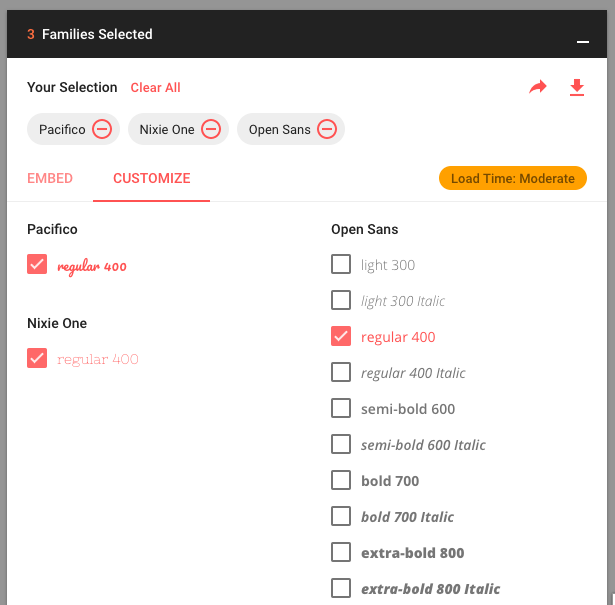 3 Families Selected
Your Selection Clear All
Pacifico Nixie One Open Sans
EMBED CUSTOMIZE Load Time: Moderate
Pacifico
regular 400
Nixie One
regular 400
Open Sans
light 300
light 300 Italic
regular 400
regular 400 Italic
semi-bold 600
semi-bold 600 Italic
bold 700
bold 700 Italic
extra-bold 800
extra-bold 800 Italic